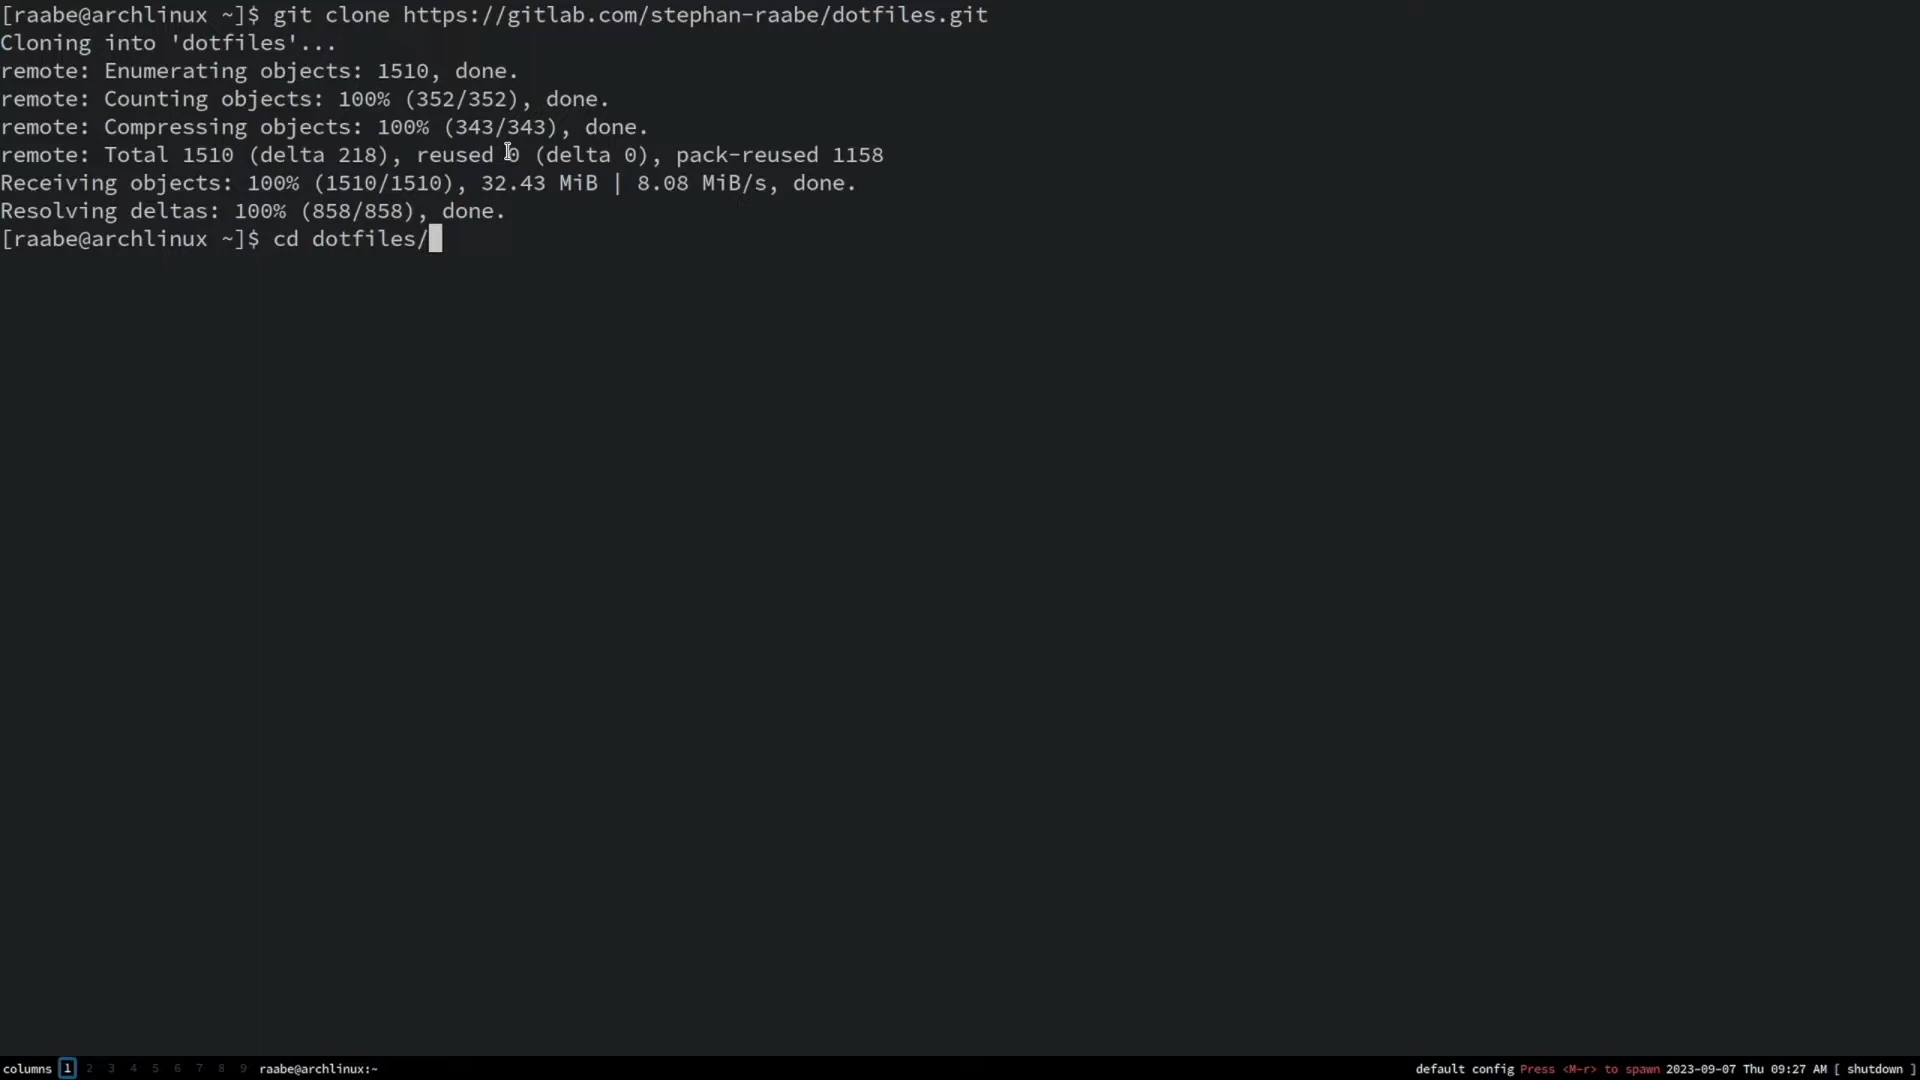 [raabe@archlinux ~]$ git clone https://gitlab.com/stephan-raabe/dotfiles.git
Cloning into 'dotfiles'...
remote: Enumerating objects: 1510, done.
remote: Counting objects: 100% (352/352), done.
remote: Compressing objects: 100% (343/343), done.
remote: Total 1510 (delta 218), reused 0 (delta 0), pack-reused 1158
Receiving objects: 100% (1510/1510), 32.43 MiB | 8.08 MiB/s, done.
Resolving deltas: 100% (858/858), done.
[raabe@archlinux ~]$ cd dotfiles/
columns 1 2 3 4 5 6 7 8 9 raabe@archlinux:~ default config Press <M-r> to spawn 2023-09-07 Thu 09:27 AM [ shutdown ]